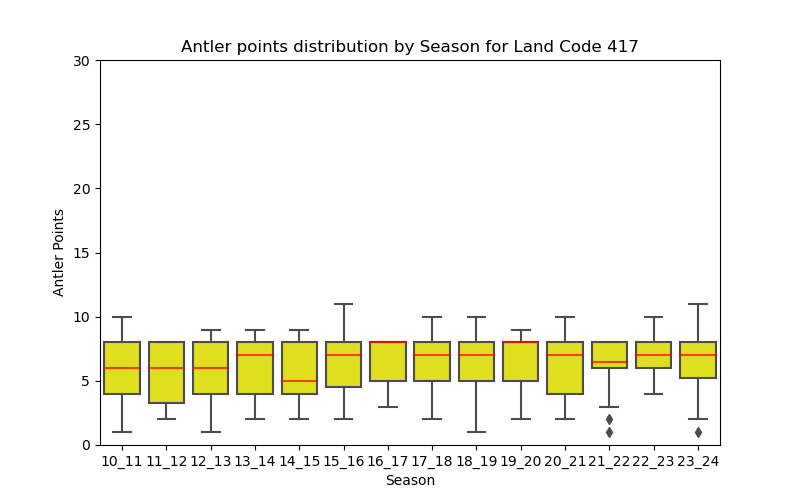 Antler points distribution by Season for Land Code 417
30
25
20
15
10
5
0
Antler Points
10_11 11_12 12_13 13_14 14_15 15_16 16_17 17_18 18_19 19_20 20_21 21_22 22_23 23_24
Season